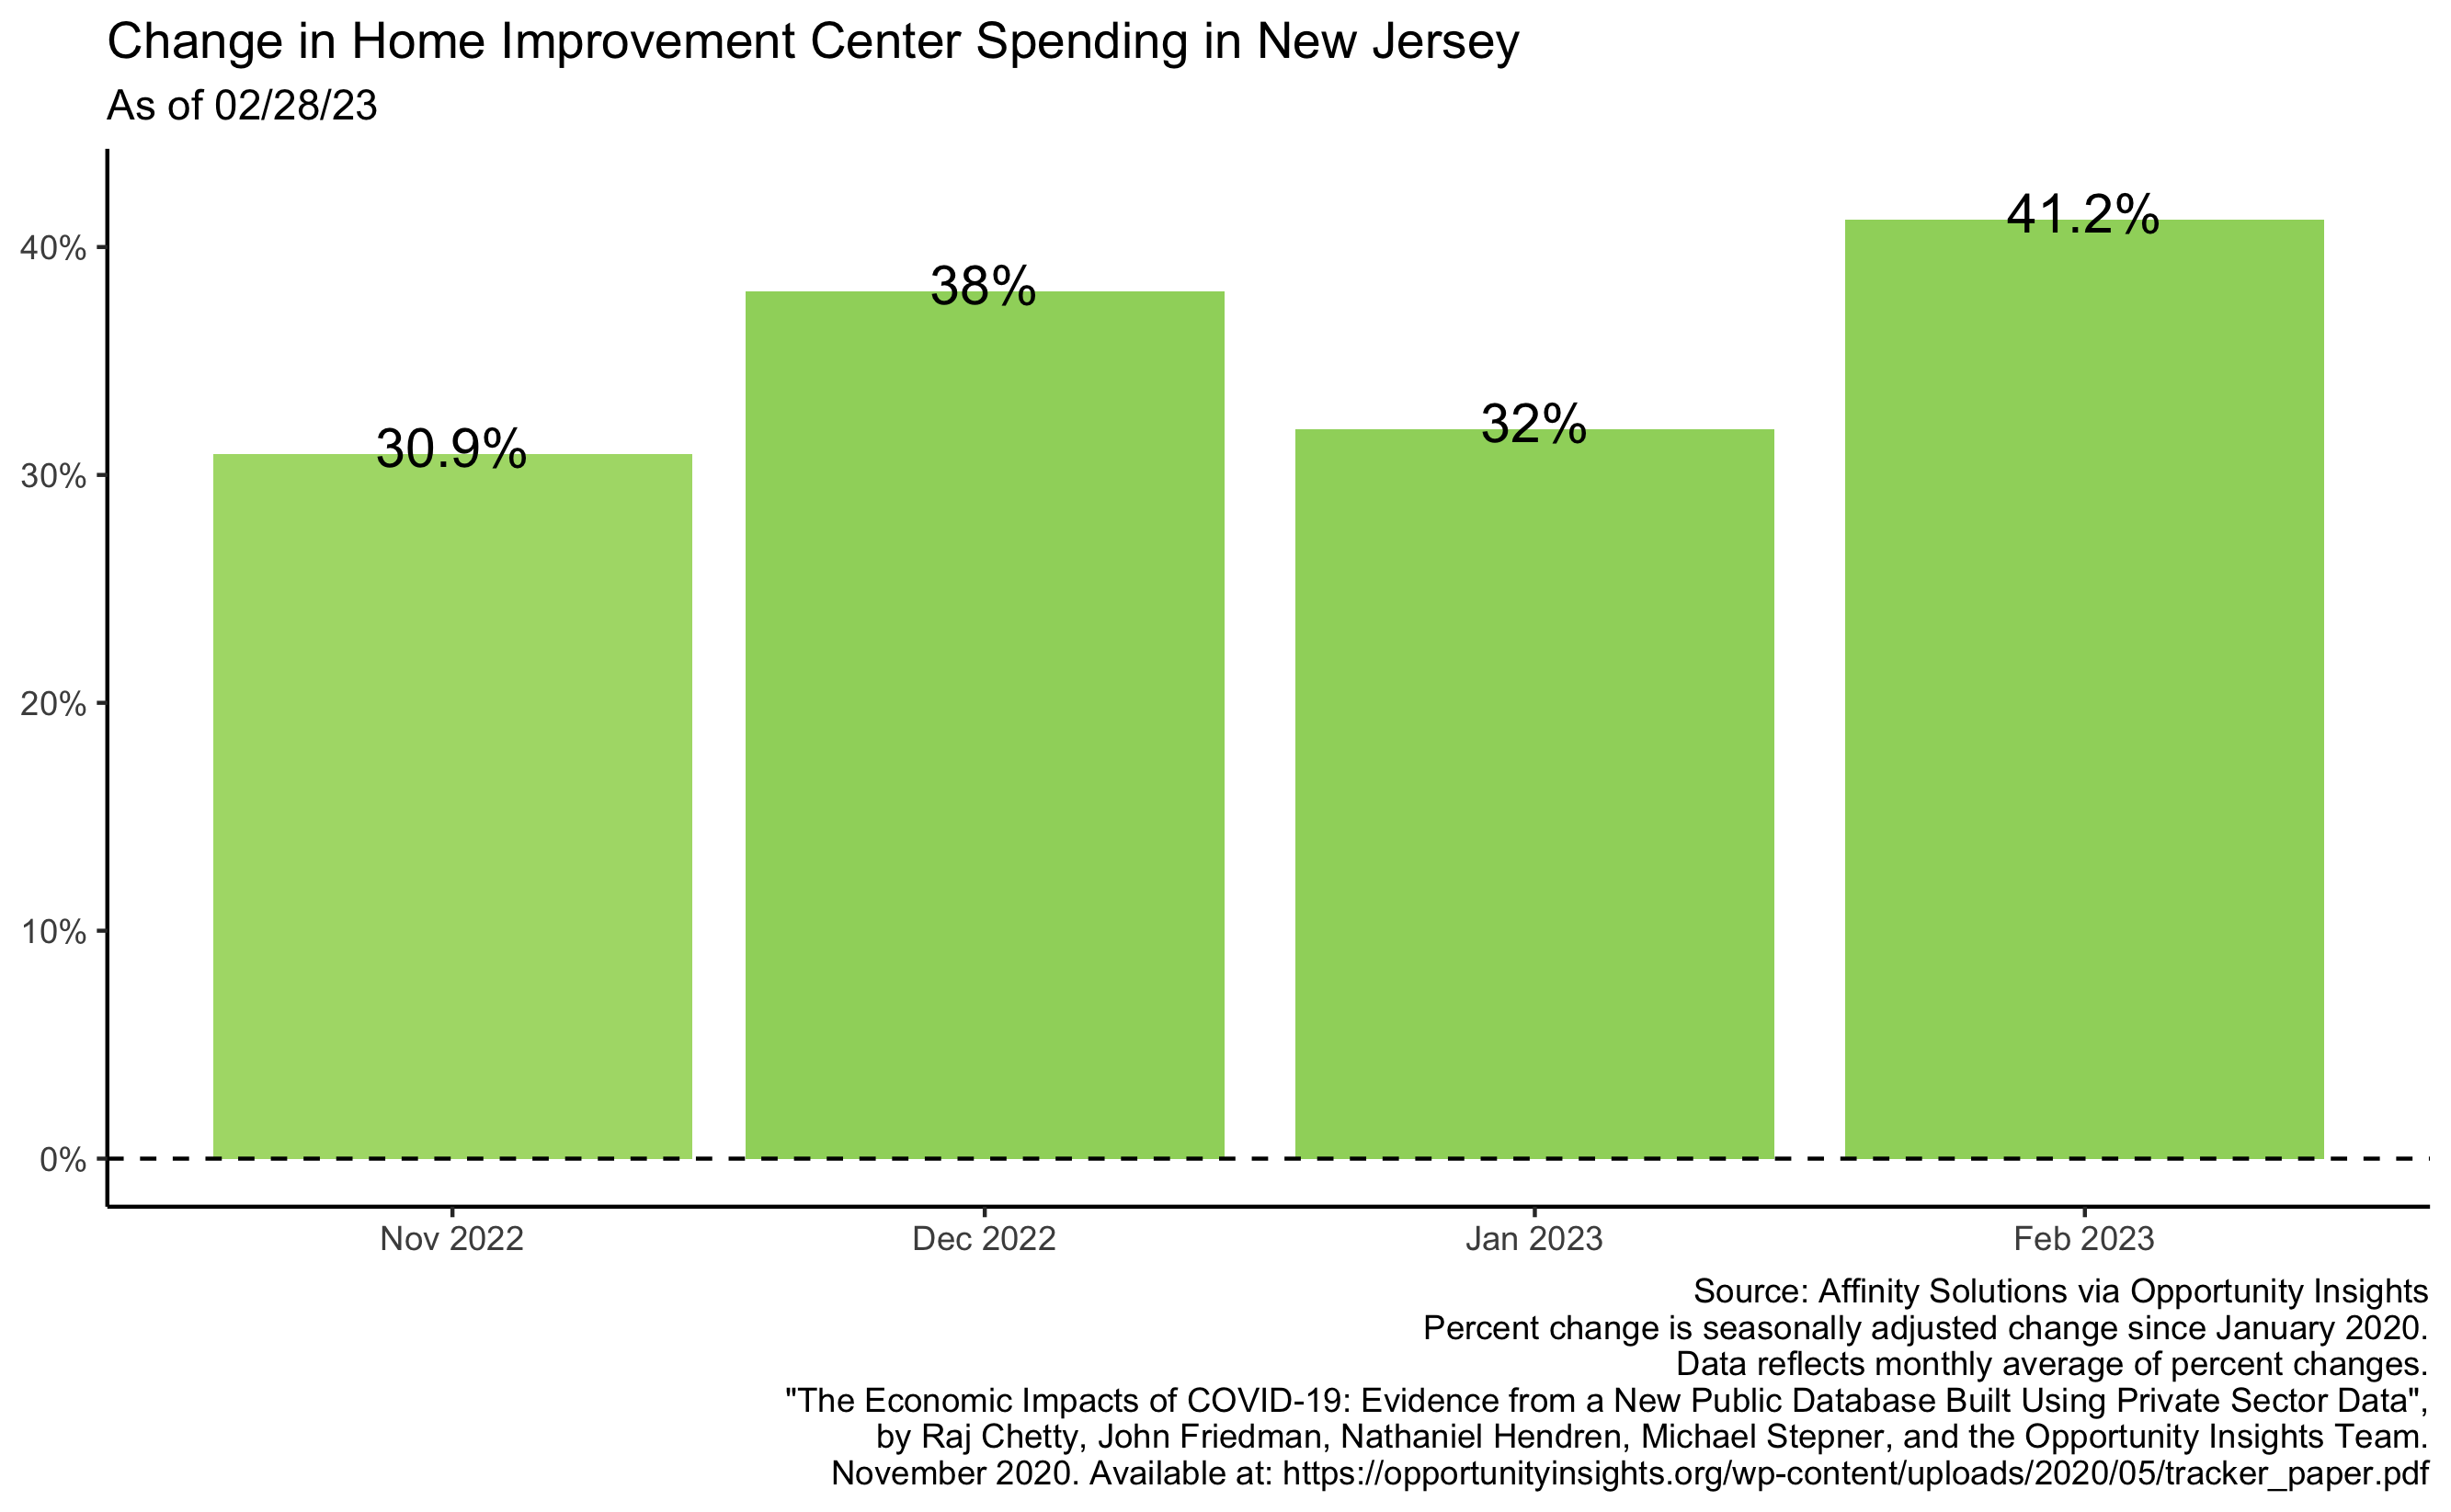 Change in Home Improvement Center Spending in New Jersey
As of 02/28/23
41.2%
40%
38%
32%
30.9%
30%
20%
10%
0%
Nov 2022 Dec 2022 Jan 2023 Feb 2023
Source: Affinity Solutions via Opportunity Insights
Percent change is seasonally adjusted change since January 2020.
Data reflects monthly average of percent changes.
"The Economic Impacts of COVID-19: Evidence from a New Public Database Built Using Private Sector Data",
by Raj Chetty, John Friedman, Nathaniel Hendren, Michael Stepner, and the Opportunity Insights Team.
November 2020. Available at: https://opportunityinsights.org/wp-content/uploads/2020/05/tracker_paper.pdf